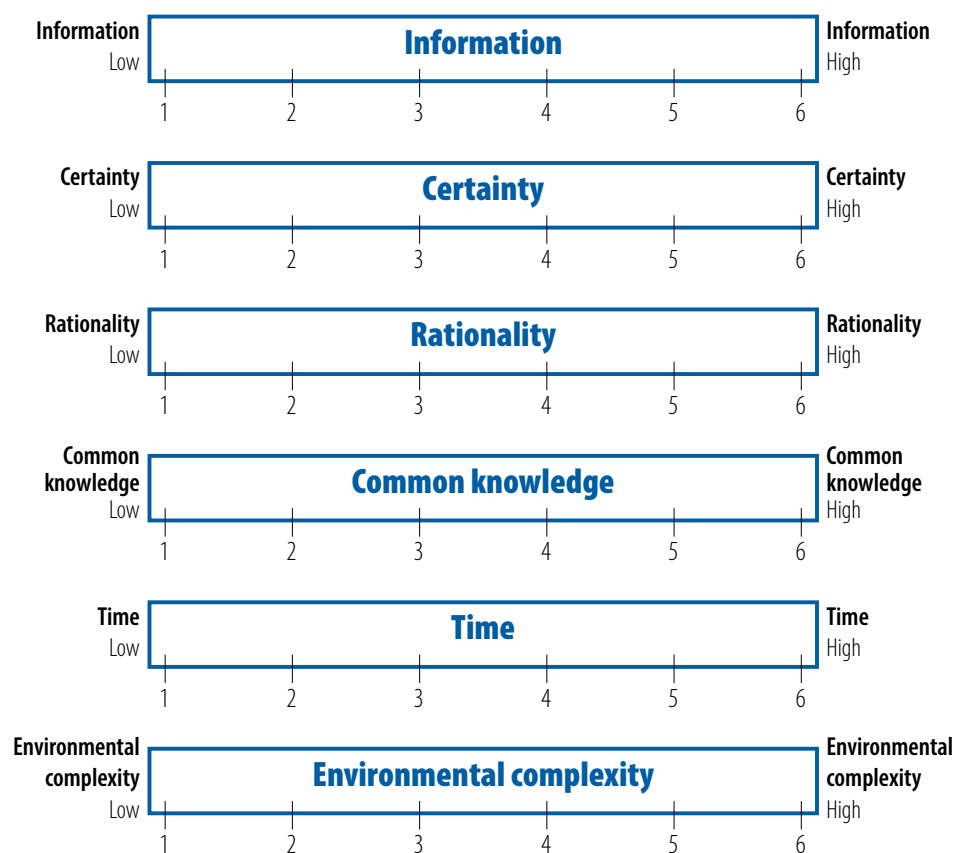 Information
Low
Information
Information
High
1 2 3 4 5 6
Certainty
Low
Certainty
Certainty
High
1 2 3 4 5 6
Rationality
Low
Rationality
Rationality
High
1 2 3 4 5 6
Common
knowledge
Low
Common knowledge
Common
knowledge
High
1 2 3 4 5 6
Time
Low
Time
Time
High
1 2 3 4 5 6
Environmental
complexity
Low
Environmental complexity
Environmental
complexity
High
1 2 3 4 5 6